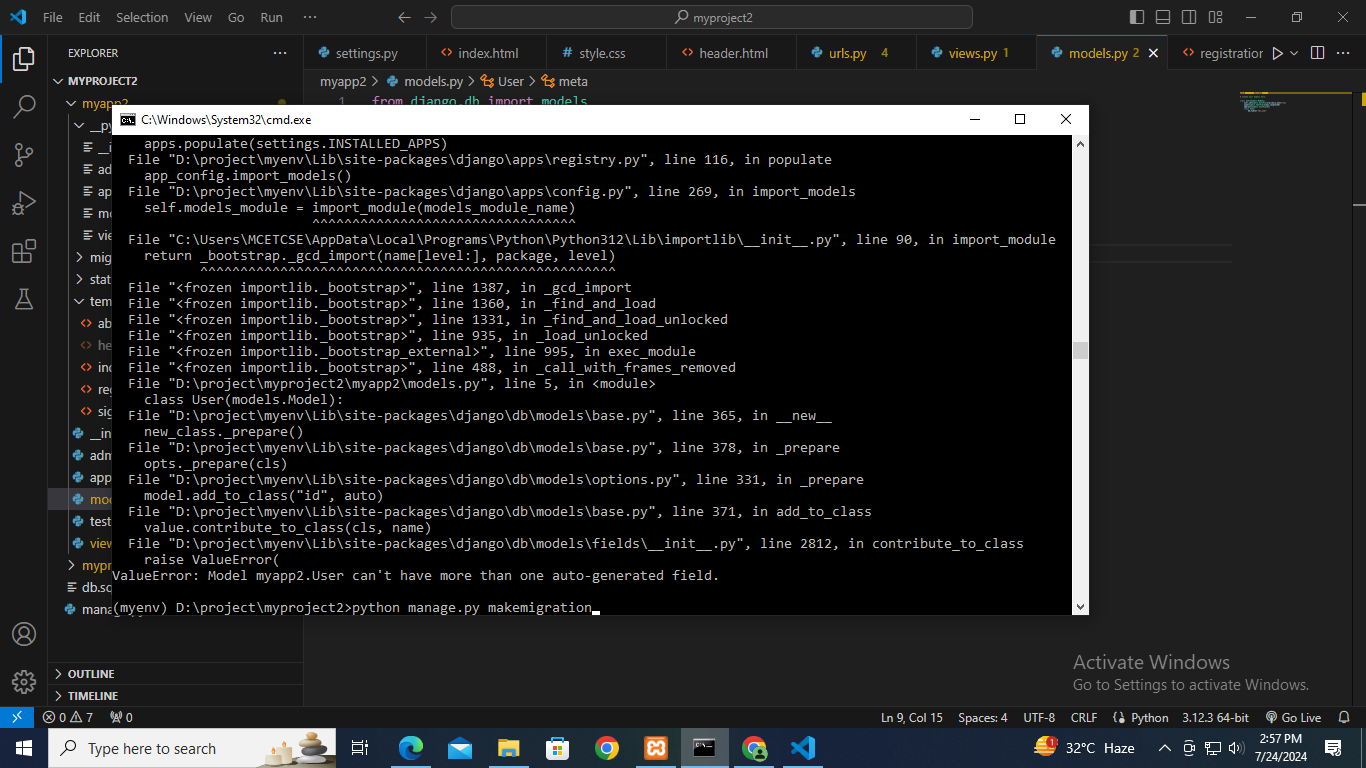 File Edit Selection View Go Run ··· myproject2
EXPLORER ···
settings.py index.html style.css header.html urls.py 4 views.py 1 models.py 2 registration
MYPROJECT2
myapp2 > models.py > User > meta
myapp2
1 from django.db import models
C:\Windows\System32\cmd.exe
apps.populate(settings.INSTALLED_APPS)
File "D:\project\myenv\Lib\site-packages\django\apps\registry.py", line 116, in populate
app_config.import_models()
File "D:\project\myenv\Lib\site-packages\django\apps\config.py", line 269, in import_models
self.models_module = import_module(models_module_name)
^^^^^^^^^^^^^^^^^^^^^^^^^^^^^^^^^
File "C:\Users\MCETCSE\AppData\Local\Programs\Python\Python312\Lib\importlib\__init__.py", line 90, in import_module
return _bootstrap._gcd_import(name[level:], package, level)
^^^^^^^^^^^^^^^^^^^^^^^^^^^^^^^^^^^^^^^^^^^^^^^^^^^^
File "<frozen importlib._bootstrap>", line 1387, in _gcd_import
File "<frozen importlib._bootstrap>", line 1360, in _find_and_load
File "<frozen importlib._bootstrap>", line 1331, in _find_and_load_unlocked
File "<frozen importlib._bootstrap>", line 935, in _load_unlocked
File "<frozen importlib._bootstrap_external>", line 995, in exec_module
File "<frozen importlib._bootstrap>", line 488, in _call_with_frames_removed
File "D:\project\myproject2\myapp2\models.py", line 5, in <module>
class User(models.Model):
File "D:\project\myenv\Lib\site-packages\django\db\models\base.py", line 365, in __new__
new_class._prepare()
File "D:\project\myenv\Lib\site-packages\django\db\models\base.py", line 378, in _prepare
opts._prepare(cls)
File "D:\project\myenv\Lib\site-packages\django\db\models\options.py", line 331, in _prepare
model.add_to_class("id", auto)
File "D:\project\myenv\Lib\site-packages\django\db\models\base.py", line 371, in add_to_class
value.contribute_to_class(cls, name)
File "D:\project\myenv\Lib\site-packages\django\db\models\fields\__init__.py", line 2812, in contribute_to_class
raise ValueError(
ValueError: Model myapp2.User can't have more than one auto-generated field.
(myenv) D:\project\myproject2>python manage.py makemigration
__py
__i
ad
ap
mo
vie
mig
stat
tem
ab
he
ind
reg
sig
__in
adm
app
mod
test
view
mypr
db.sq
mana
OUTLINE
TIMELINE
Activate Windows
Go to Settings to activate Windows.
0 7 0 Ln 9, Col 15 Spaces: 4 UTF-8 CRLF Python 3.12.3 64-bit Go Live
Type here to search
1 32°C Haze 2:57 PM
7/24/2024